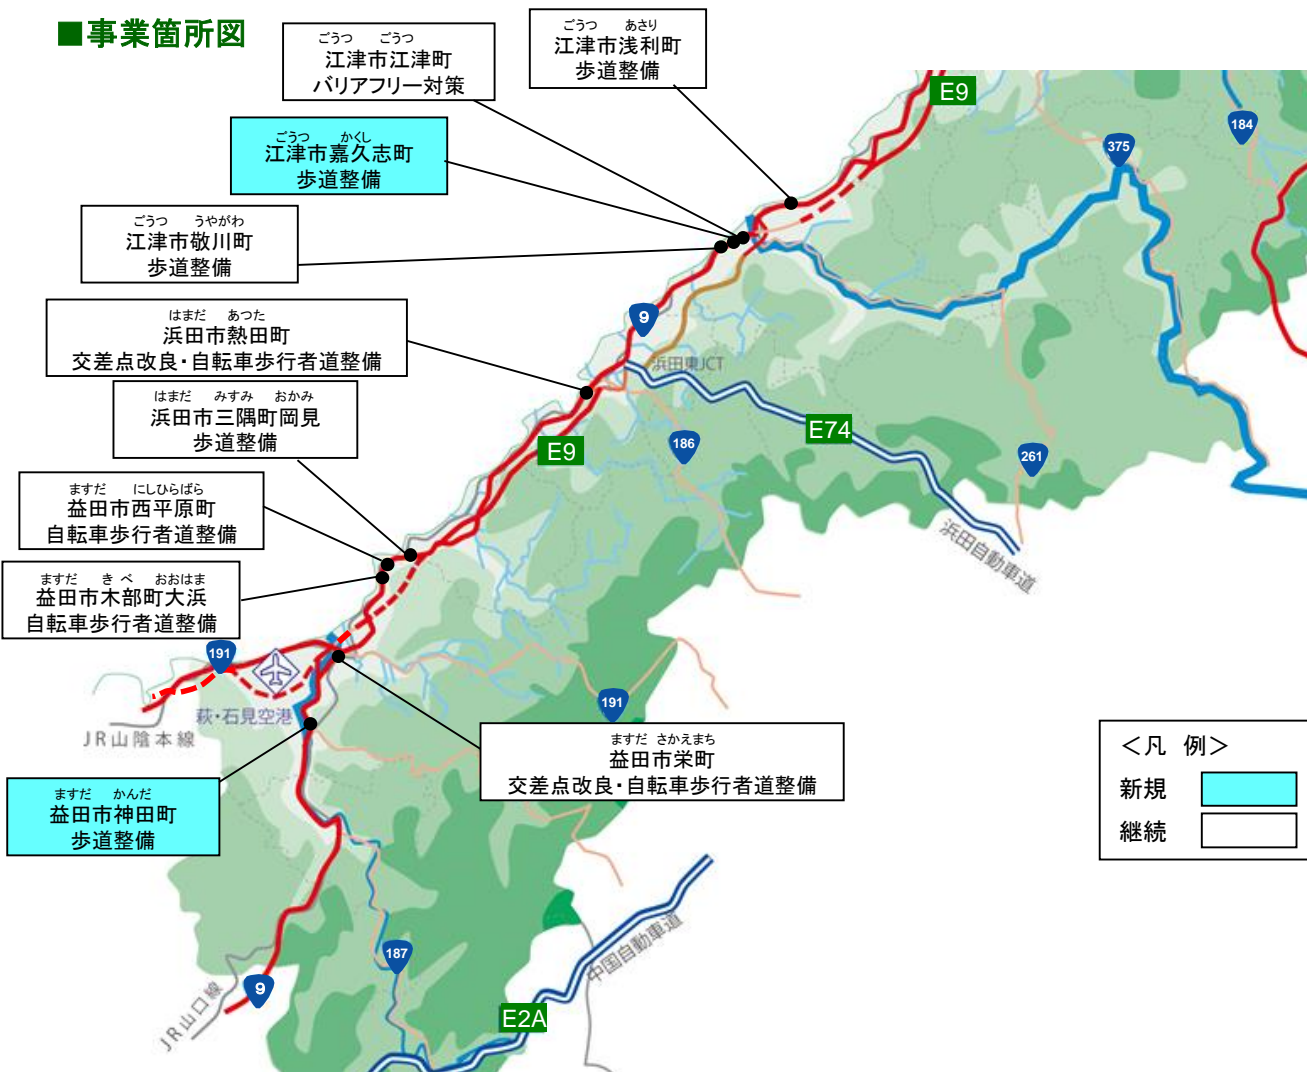 ■事業箇所図
ごうつ ごうつ
江津市江津町
バリアフリー対策
ごうつ あさり
江津市浅利町
歩道整備
E9
184
375
ごうつ かくし
江津市嘉久志町
歩道整備
ごうつ うやがわ
江津市敬川町
歩道整備
はまだ あつた
浜田市熱田町
交差点改良・自転車歩行者道整備
9
浜田東JCT
はまだ みすみ おかみ
浜田市三隅町岡見
歩道整備
E74
E9
186
261
ますだ にしひらばら
益田市西平原町
自転車歩行者道整備
浜田自動車道
ますだ きべ おおはま
益田市木部町大浜
自転車歩行者道整備
191
萩・石見空港
JR山陰本線
191
ますだ さかえまち
益田市栄町
交差点改良・自転車歩行者道整備
ますだ かんだ
益田市神田町
歩道整備
＜凡 例＞
新規
継続
187
中国自動車道
9
JR山口線
E2A